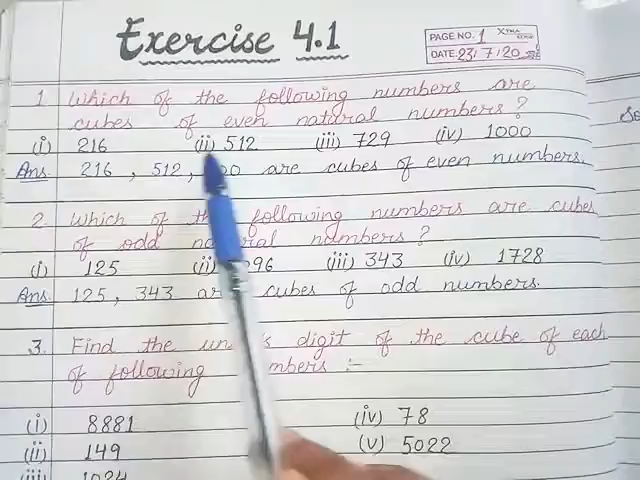 Exercise 4.1
PAGE NO. 1
DATE 23/7/20
1. Which of the following numbers are
cubes of even natural numbers?
(i) 216 (ii) 512 (iii) 729 (iv) 1000
Ans. 216, 512, are cubes of even numbers.
2. Which of following numbers are cubes
of odd numbers?
(i) 125 (ii) (iii) 343 (iv) 1728
Ans. 125, 343 cubes of odd numbers.
3. Find the digit of the cube of each
of following :-
(i) 8881 (iv) 78
(ii) 149 (v) 5022
(iii) 1024